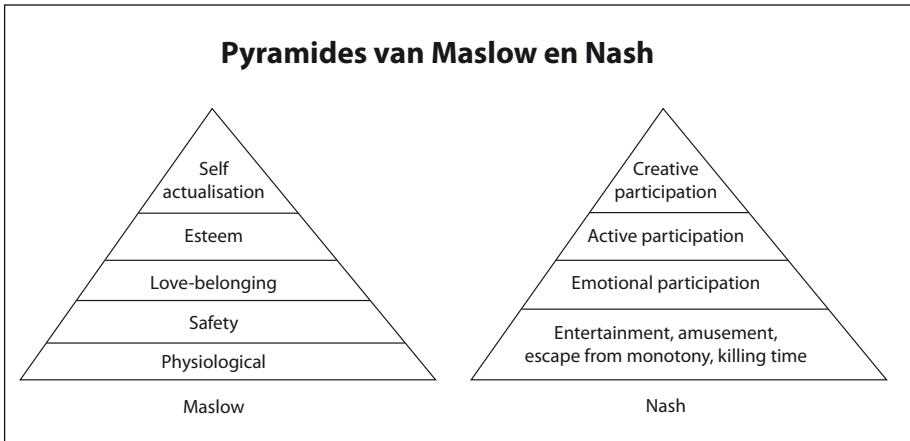 Pyramides van Maslow en Nash
Self
actualisation
Esteem
Love-belonging
Safety
Physiological
Maslow
Creative
participation
Active participation
Emotional participation
Entertainment, amusement,
escape from monotony, killing time
Nash